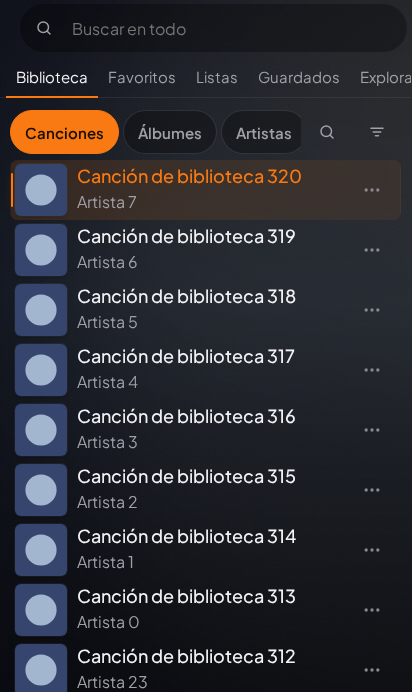 Buscar en todo
Biblioteca Favoritos Listas Guardados Explora
Canciones Álbumes Artistas
Canción de biblioteca 320
Artista 7
Canción de biblioteca 319
Artista 6
Canción de biblioteca 318
Artista 5
Canción de biblioteca 317
Artista 4
Canción de biblioteca 316
Artista 3
Canción de biblioteca 315
Artista 2
Canción de biblioteca 314
Artista 1
Canción de biblioteca 313
Artista 0
Canción de biblioteca 312
Artista 23